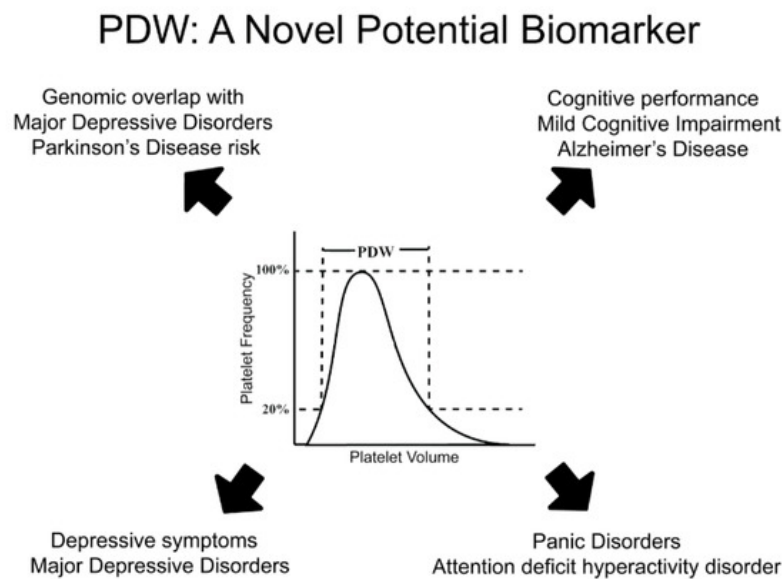 PDW: A Novel Potential Biomarker
Genomic overlap with
Major Depressive Disorders
Parkinson's Disease risk
Cognitive performance
Mild Cognitive Impairment
Alzheimer's Disease
PDW
100%
20%
Platelet Frequency
Platelet Volume
Depressive symptoms
Major Depressive Disorders
Panic Disorders
Attention deficit hyperactivity disorder